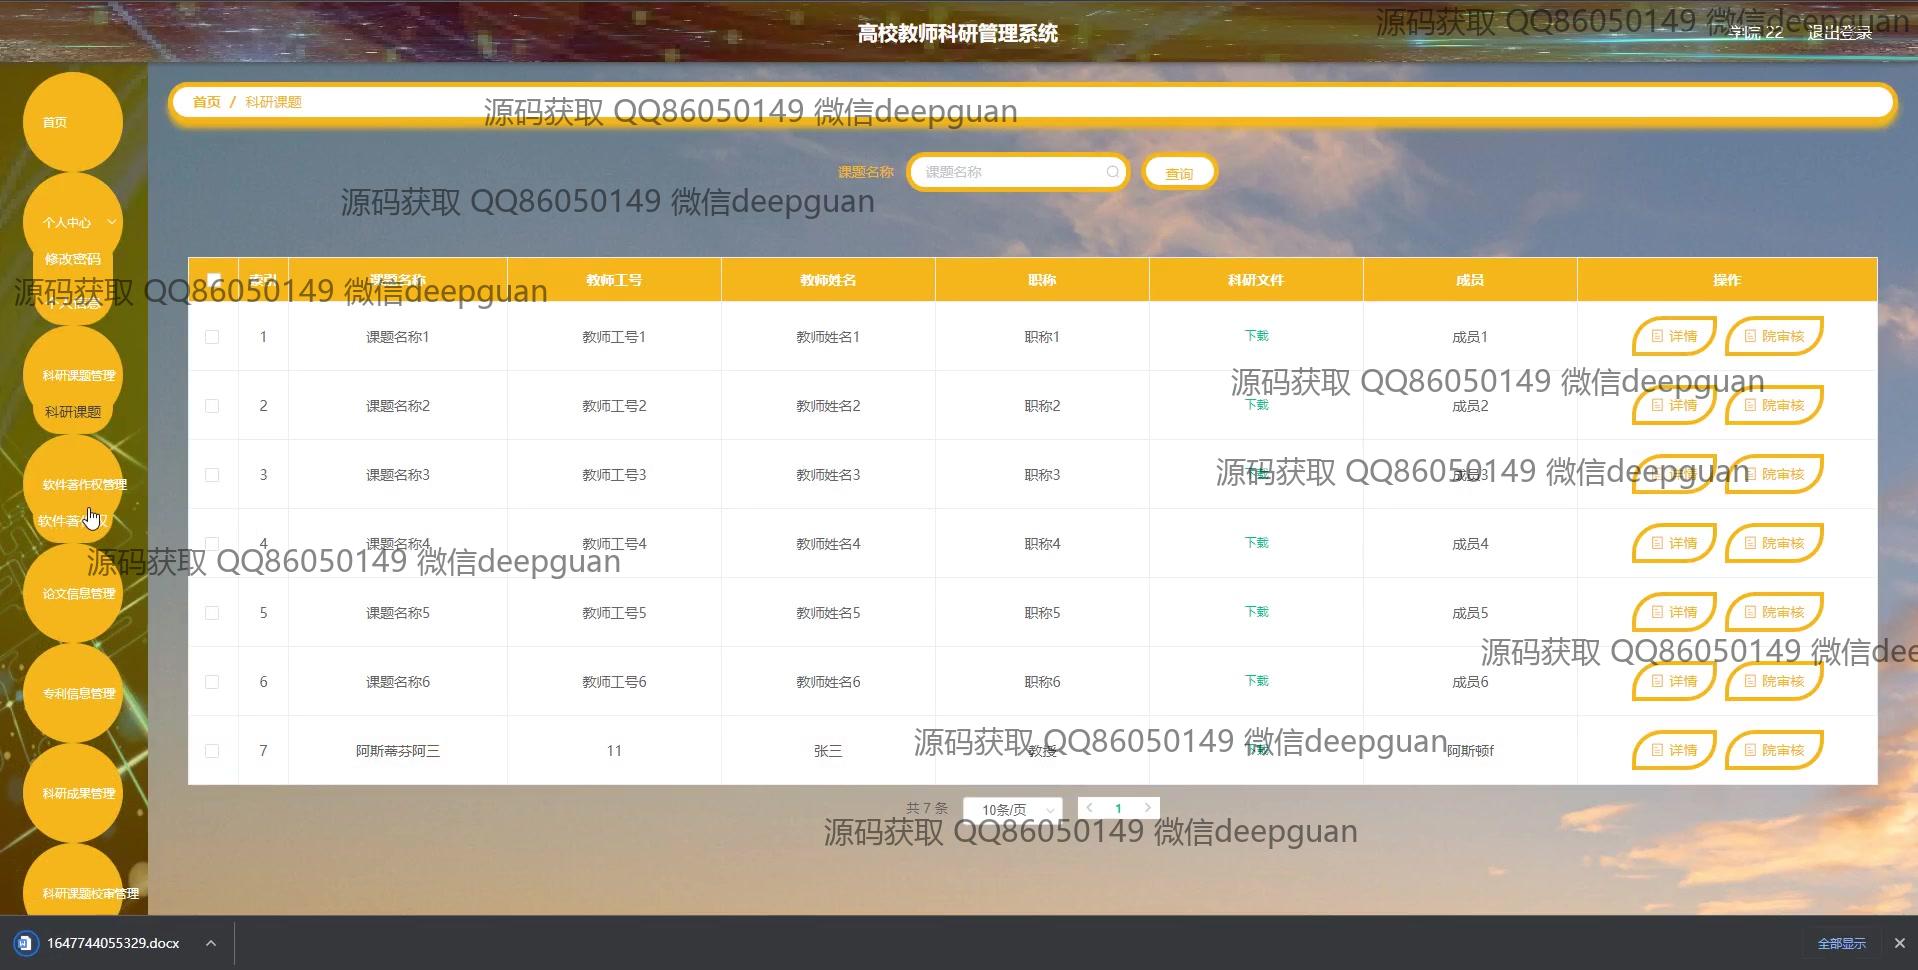 高校教师科研管理系统
源码获取 QQ86050149 微信deepguan
学院 22 退出登录
首页
首页 / 科研课题
源码获取 QQ86050149 微信deepguan
课题名称 课题名称 查询
源码获取 QQ86050149 微信deepguan
个人中心
修改密码
个人信息
源码获取 QQ86050149 微信deepguan
索引 课题名称 教师工号 教师姓名 职称 科研文件 成员 操作
1 课题名称1 教师工号1 教师姓名1 职称1 下载 成员1 详情 院审核
科研课题管理
源码获取 QQ86050149 微信deepguan
2 课题名称2 教师工号2 教师姓名2 职称2 下载 成员2 详情 院审核
科研课题
源码获取 QQ86050149 微信deepguan
3 课题名称3 教师工号3 教师姓名3 职称3 下载 成员3 详情 院审核
软件著作权管理
软件著作权
4 课题名称4 教师工号4 教师姓名4 职称4 下载 成员4 详情 院审核
源码获取 QQ86050149 微信deepguan
论文信息管理
5 课题名称5 教师工号5 教师姓名5 职称5 下载 成员5 详情 院审核
源码获取 QQ86050149 微信dee
6 课题名称6 教师工号6 教师姓名6 职称6 下载 成员6 详情 院审核
专利信息管理
源码获取 QQ86050149 微信deepguan
7 阿斯蒂芬阿三 11 张三 教授 下载 阿斯顿f 详情 院审核
科研成果管理
共 7 条 10条/页 1
源码获取 QQ86050149 微信deepguan
科研课题校审管理
1647744055329.docx 全部显示